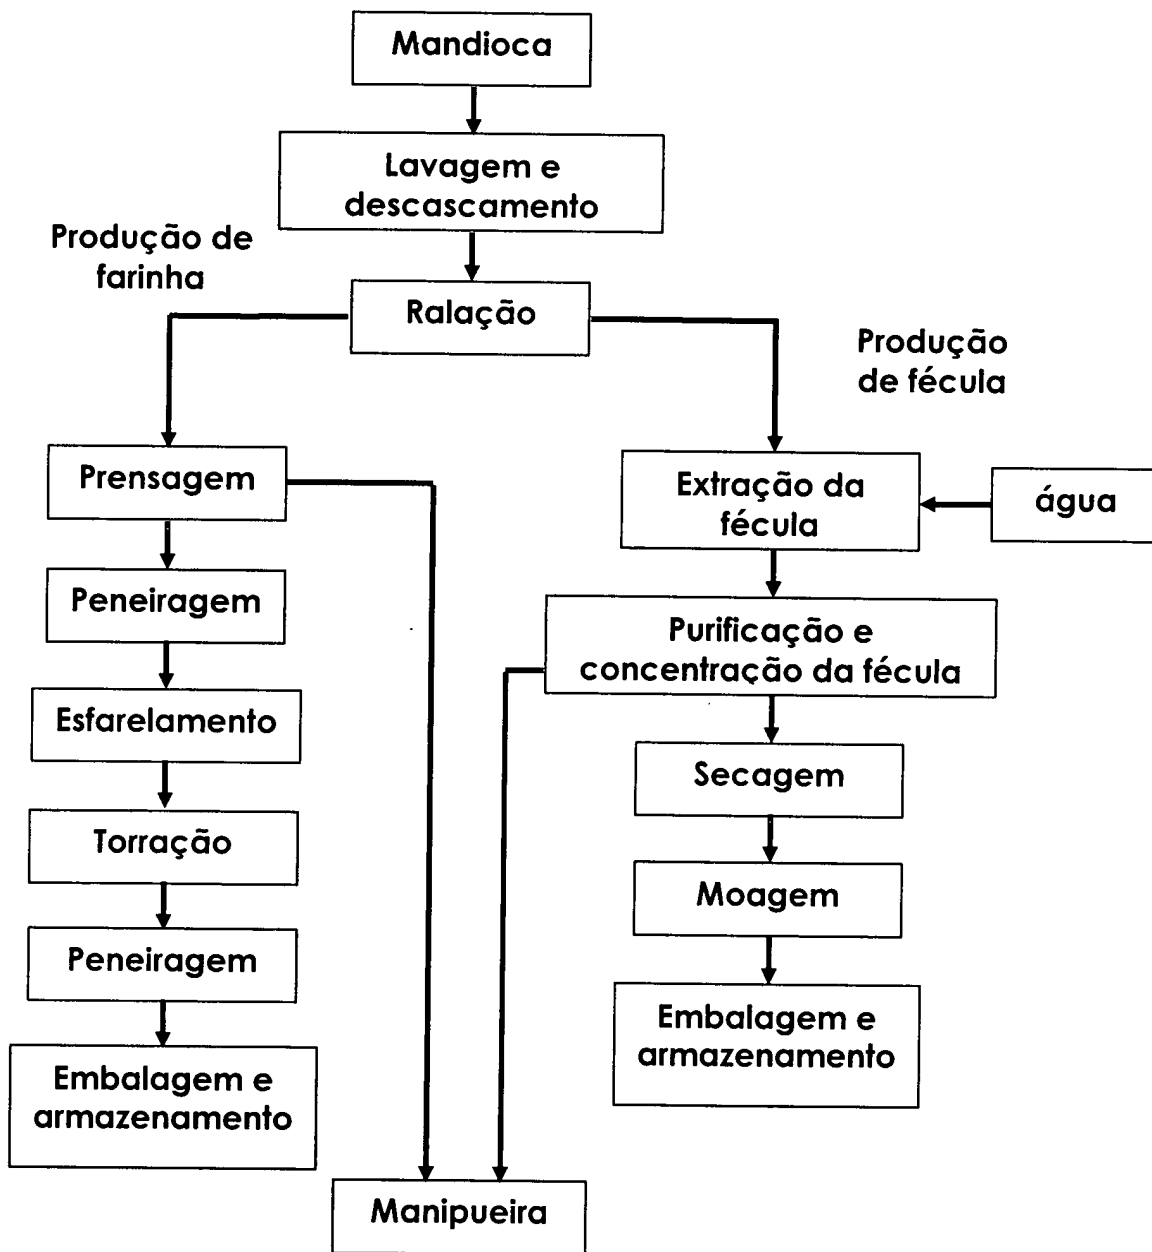 Mandioca
Lavagem e
descascamento
Produção de
farinha
Ralação
Produção
de fécula
Prensagem
Extração da
fécula
água
Peneiragem
Purificação e
concentração da fécula
Esfarelamento
Secagem
Torração
Moagem
Peneiragem
Embalagem e
armazenamento
Embalagem e
armazenamento
Manipueira